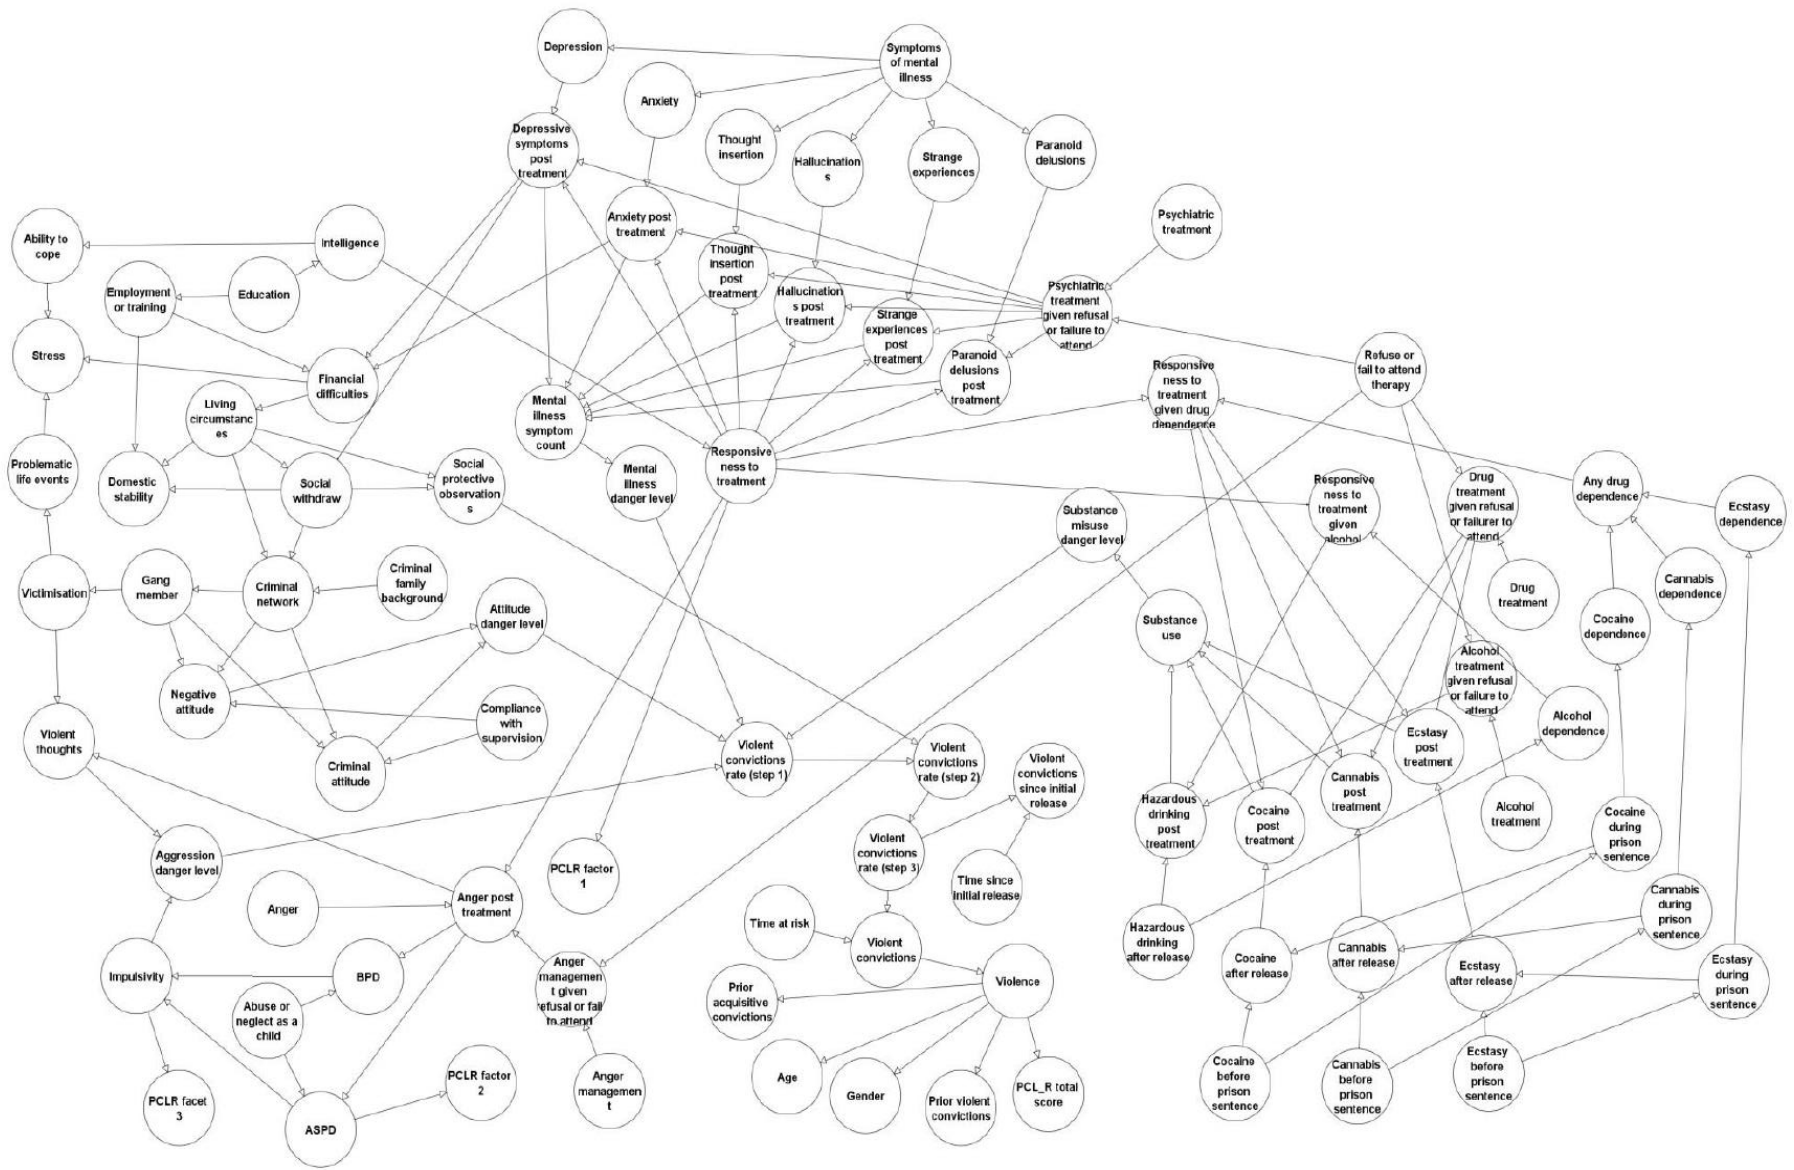 Depression
Symptoms
of mental
illness
Anxiety
Depressive
symptoms
post
treatment
Thought
insertion
Hallucination
s
Strange
experiences
Paranoid
delusions
Psychiatric
treatment
Ability to
cope
Intelligence
Anxiety post
treatment
Employment
or training
Education
Thought
insertion
post
treatment
Hallucination
s post
treatment
Strange
experiences
post
treatment
Psychiatric
treatment
given refusal
or failure to
attend
Stress
Financial
difficulties
Living
circumstanc
es
Paranoid
delusions
post
treatment
Responsive
ness to
treatment
given drug
dependence
Refuse or
fail to attend
therapy
Mental
illness
symptom
count
Problematic
life events
Domestic
stability
Social
withdraw
Social
protective
observation
s
Mental
illness
danger level
Responsive
ness to
treatment
Substance
misuse
danger level
Responsive
ness to
treatment
given
alcohol
Drug
treatment
given refusal
or failurer to
attend
Any drug
dependence
Ecstasy
dependence
Victimisation
Gang
member
Criminal
network
Criminal
family
background
Attitude
danger level
Substance
use
Drug
treatment
Cannabis
dependence
Cocaine
dependence
Negative
attitude
Compliance
with
supervision
Alcohol
treatment
given refusal
or failure to
attend
Alcohol
dependence
Violent
thoughts
Criminal
attitude
Violent
convictions
rate (step 1)
Violent
convictions
rate (step 2)
Violent
convictions
since initial
release
Ecstasy
post
treatment
Cannabis
post
treatment
Hazardous
drinking
post
treatment
Cocaine
post
treatment
Alcohol
treatment
Cocaine
during
prison
sentence
Aggression
danger level
PCLR factor
1
Violent
convictions
rate (step 3)
Time since
initial release
Anger
Anger post
treatment
Time at risk
Violent
convictions
Hazardous
drinking
after release
Cocaine
after release
Cannabis
after release
Ecstasy
after release
Cannabis
during
prison
sentence
Ecstasy
during
prison
sentence
Impulsivity
BPD
Abuse or
neglect as a
child
Anger
managemen
t given
refusal or fail
to attend
Prior
acquisitive
convictions
Violence
PCLR facet
3
ASPD
PCLR factor
2
Anger
managemen
t
Age
Gender
Prior violent
convictions
PCL_R total
score
Cocaine
before
prison
sentence
Cannabis
before
prison
sentence
Ecstasy
before
prison
sentence